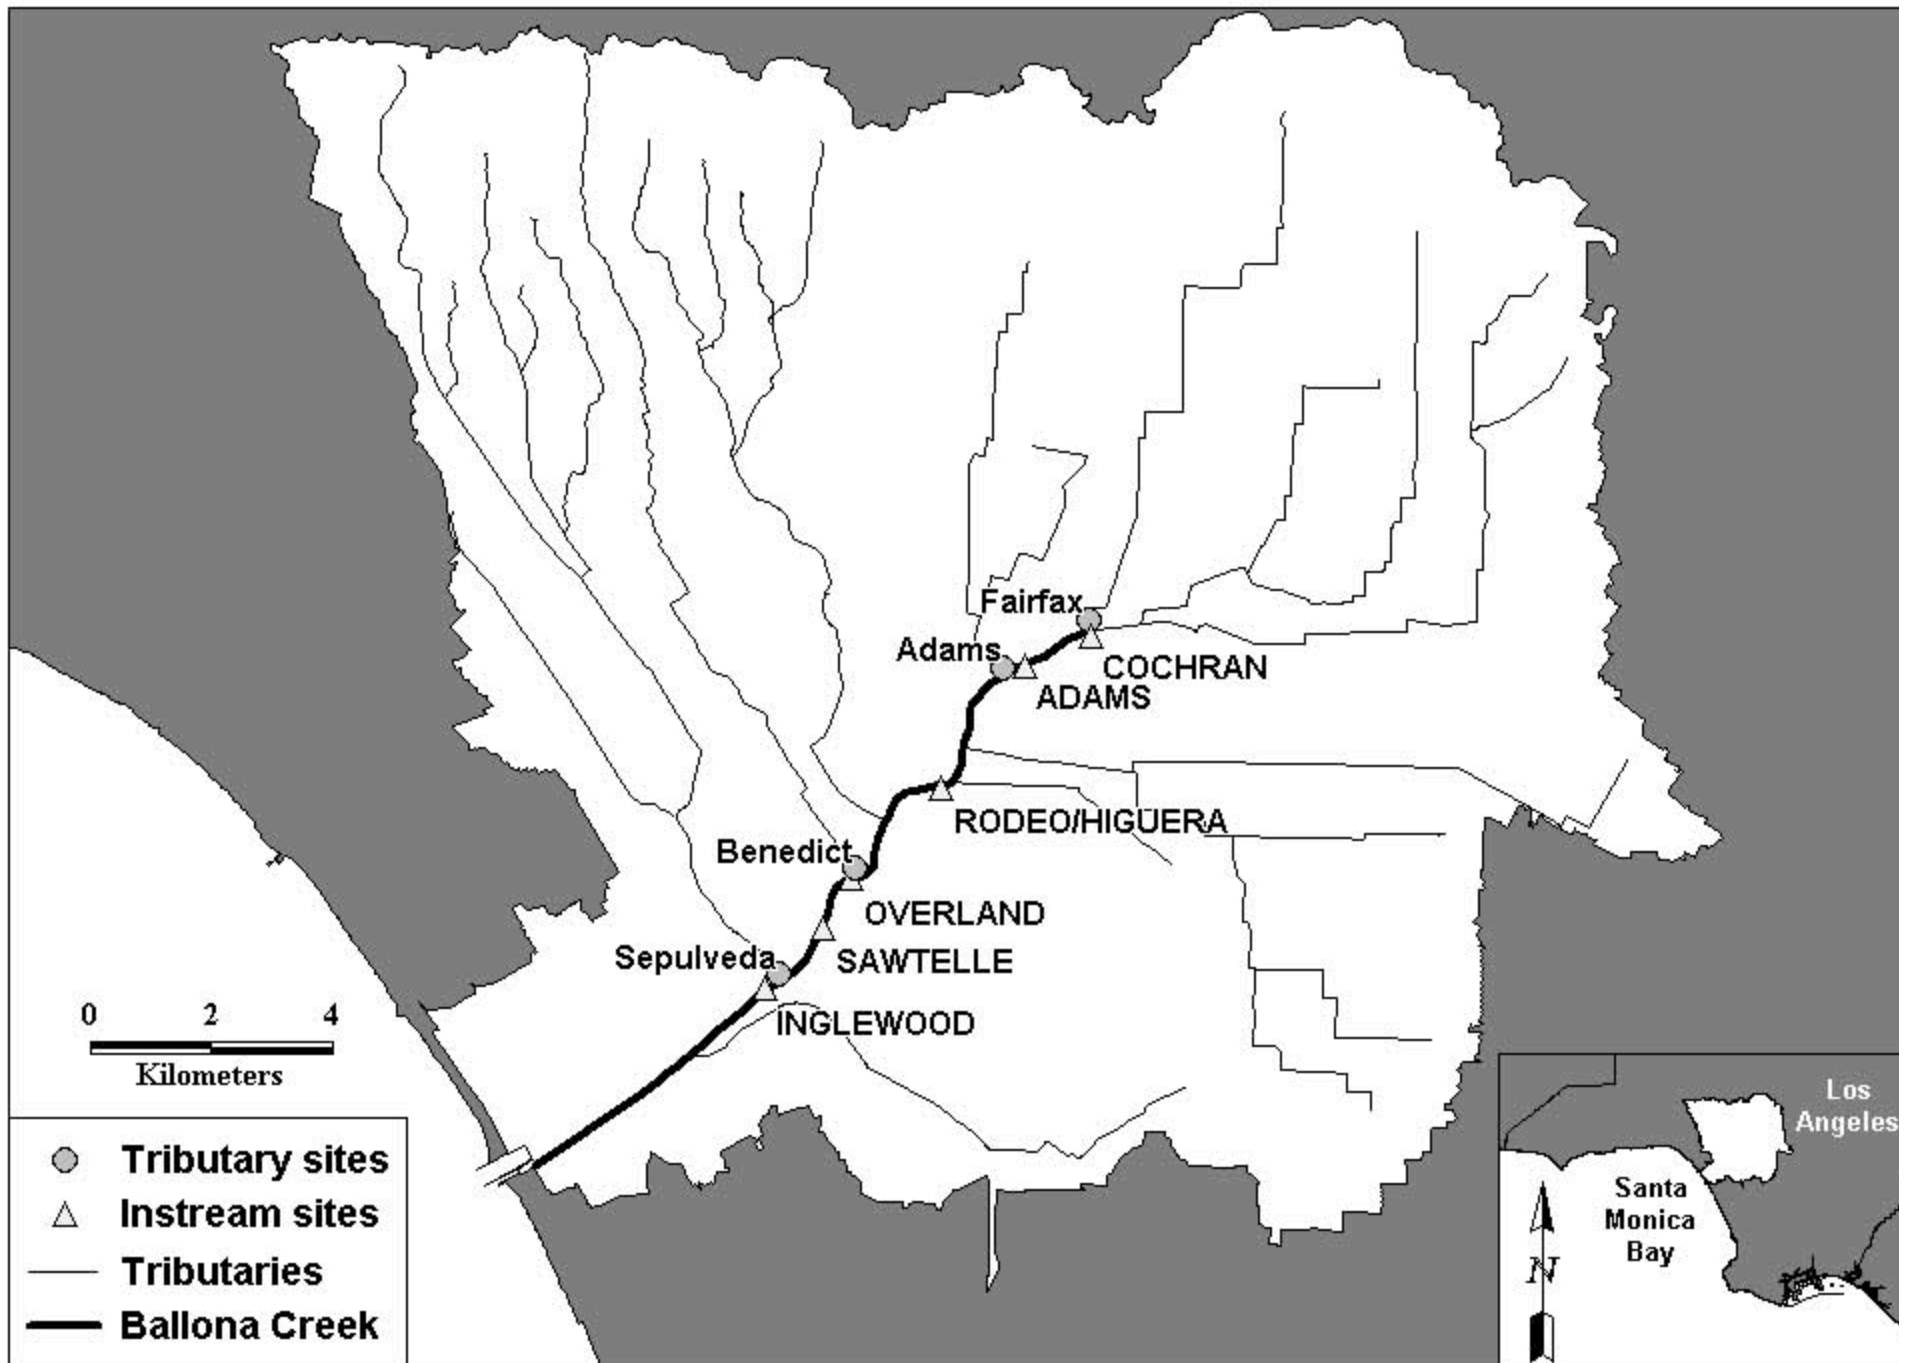 Fairfax
Adams
COCHRAN
ADAMS
RODEO/HIGUERA
Benedict
OVERLAND
Sepulveda
SAWTELLE
INGLEWOOD
0 2 4
Kilometers
Tributary sites
Instream sites
Tributaries
Ballona Creek
Los
Angeles
Santa
Monica
Bay
N